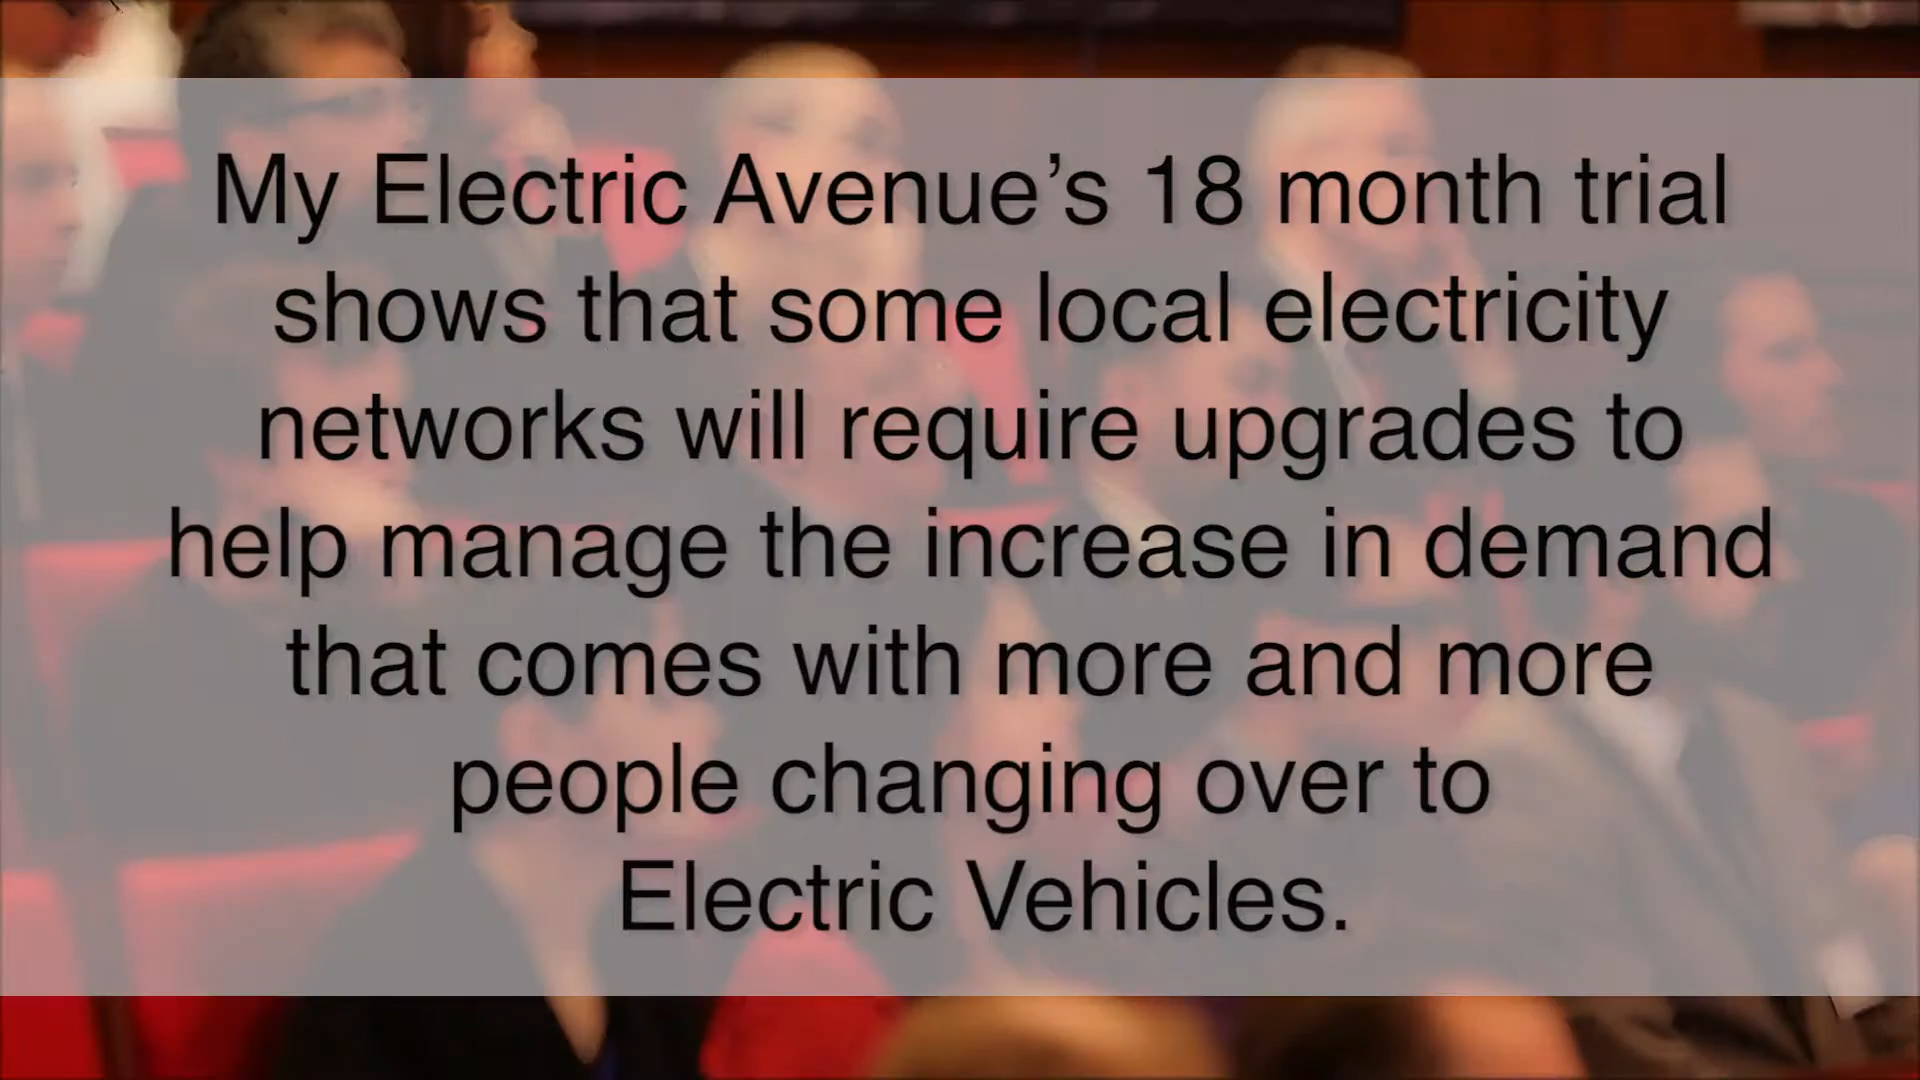 My Electric Avenue’s 18 month trial
shows that some local electricity
networks will require upgrades to
help manage the increase in demand
that comes with more and more
people changing over to
Electric Vehicles.